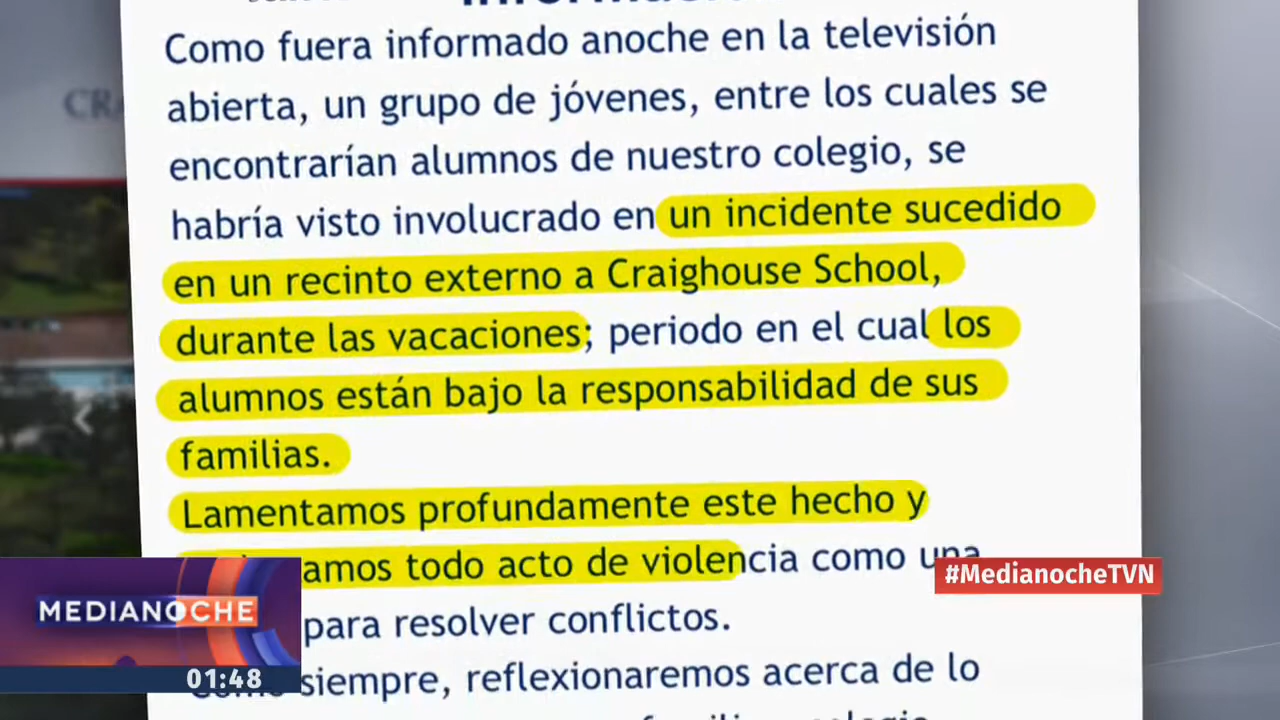 Como fuera informado anoche en la televisión
abierta, un grupo de jóvenes, entre los cuales se
encontrarían alumnos de nuestro colegio, se
habría visto involucrado en un incidente sucedido
en un recinto externo a Craighouse School,
durante las vacaciones; periodo en el cual los
alumnos están bajo la responsabilidad de sus
familias.
Lamentamos profundamente este hecho y
amos todo acto de violencia como una
para resolver conflictos.
siempre, reflexionaremos acerca de lo
#MedianocheTVN
MEDIANOCHE
01:48